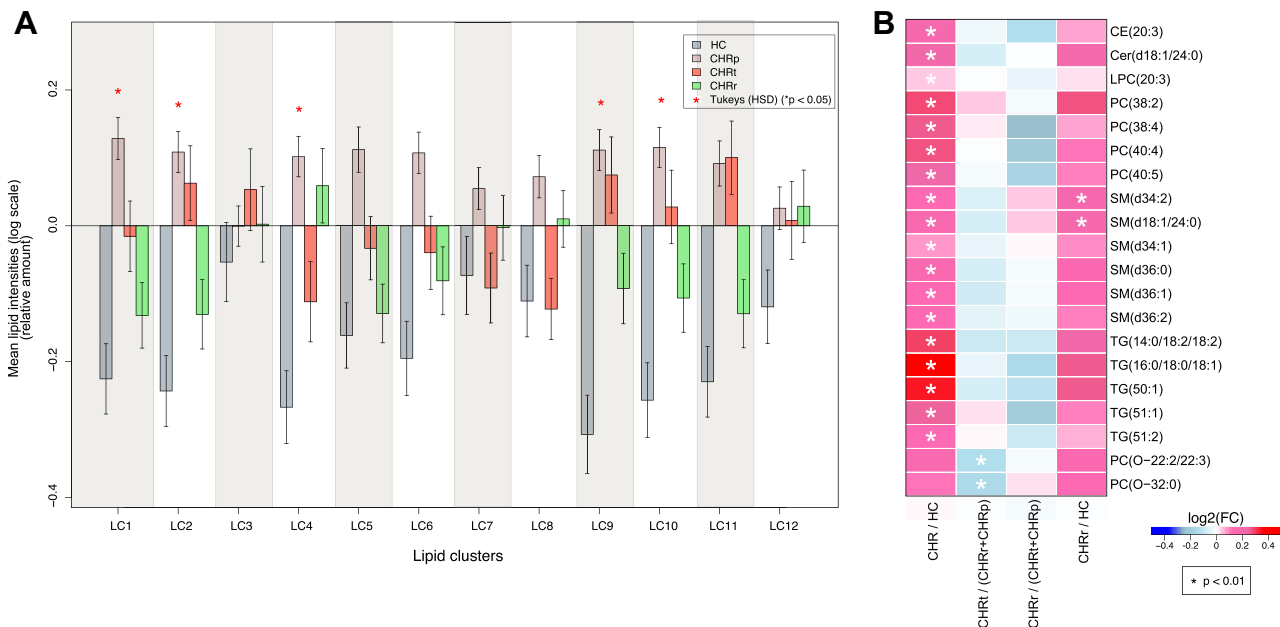 A
B
HC
CHRp
CHRt
CHRr
* Tukeys (HSD) (*p < 0.05)
Mean lipid intensities (log scale)
(relative amount)
0.2
0.0
−0.2
−0.4
* * * * *
LC1 LC2 LC3 LC4 LC5 LC6 LC7 LC8 LC9 LC10 LC11 LC12
Lipid clusters
* CE(20:3)
* Cer(d18:1/24:0)
* LPC(20:3)
* PC(38:2)
* PC(38:4)
* PC(40:4)
* PC(40:5)
* * SM(d34:2)
* * SM(d18:1/24:0)
* SM(d34:1)
* SM(d36:0)
* SM(d36:1)
* SM(d36:2)
* TG(14:0/18:2/18:2)
* TG(16:0/18:0/18:1)
* TG(50:1)
* TG(51:1)
* TG(51:2)
* PC(O−22:2/22:3)
* PC(O−32:0)
CHR / HC
CHRt / (CHRr+CHRp)
CHRr / (CHRt+CHRp)
CHRr / HC
log2(FC)
−0.4 −0.2 0 0.2 0.4
* p < 0.01